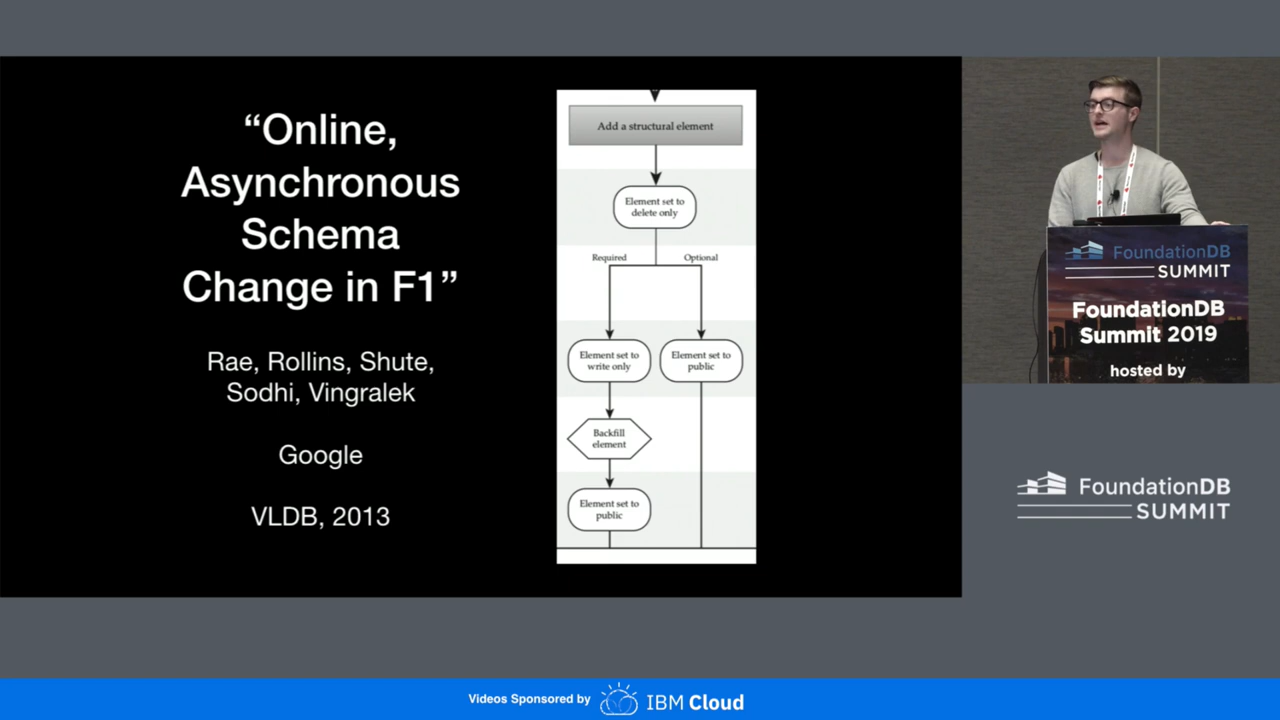 “Online,
Asynchronous
Schema
Change in F1”
Rae, Rollins, Shute,
Sodhi, Vingralek
Google
VLDB, 2013
Add a structural element
Element set to
delete only
Required
Optional
Element set to
write only
Element set to
public
Backfill
element
Element set to
public
FoundationDB
SUMMIT
FoundationDB
Summit 2019
hosted by
FoundationDB
SUMMIT
Videos Sponsored by
IBM Cloud